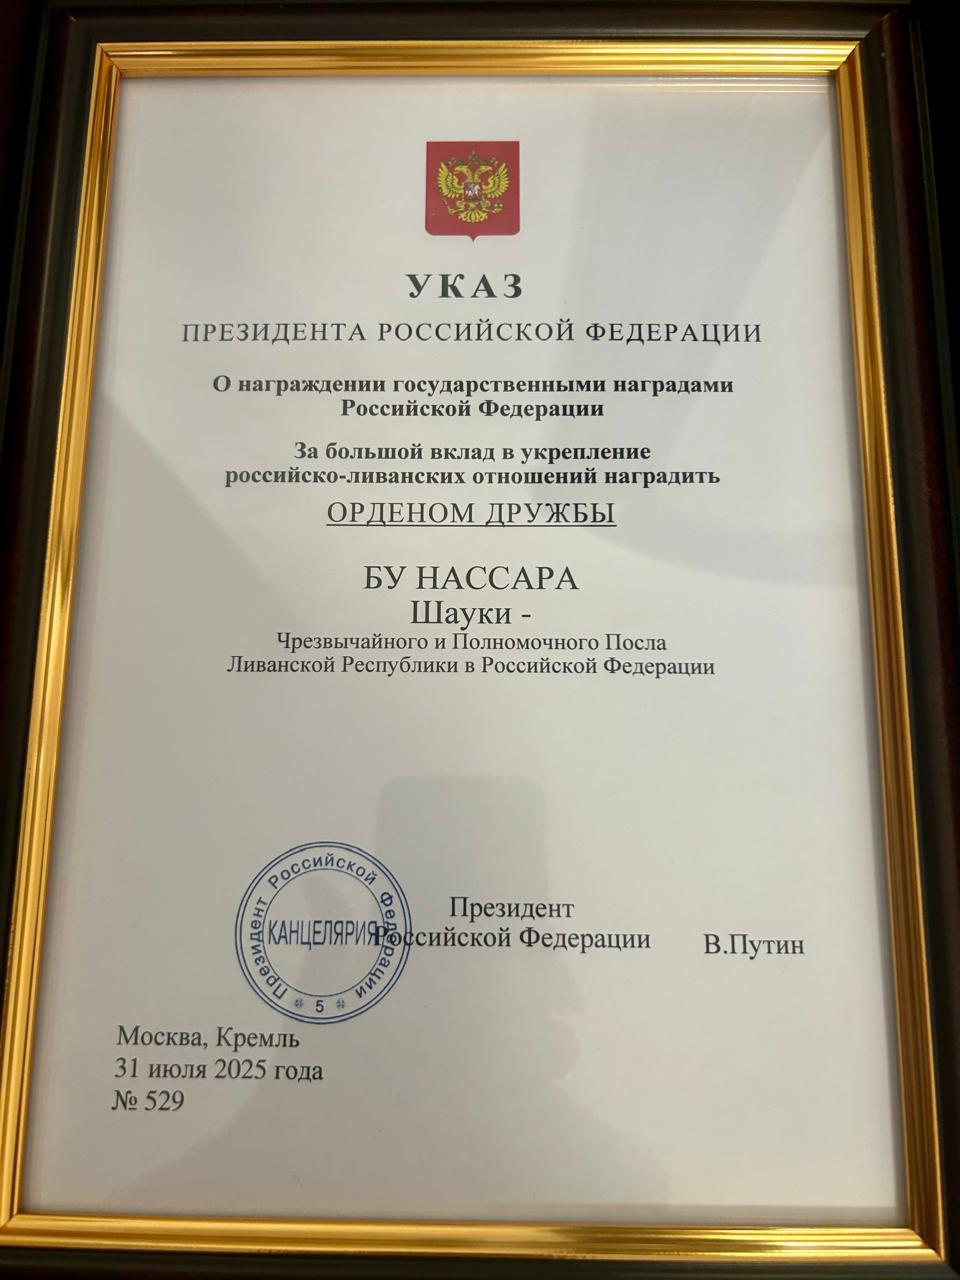 УКАЗ
ПРЕЗИДЕНТА РОССИЙСКОЙ ФЕДЕРАЦИИ
О награждении государственными наградами
Российской Федерации
За большой вклад в укрепление
российско-ливанских отношений наградить
ОРДЕНОМ ДРУЖБЫ
БУ НАССАРА
Шауки -
Чрезвычайного и Полномочного Посла
Ливанской Республики в Российской Федерации
Президент Российской Федерации
КАНЦЕЛЯРИЯ
* 5 *
Президент
Российской Федерации
В.Путин
Москва, Кремль
31 июля 2025 года
№ 529